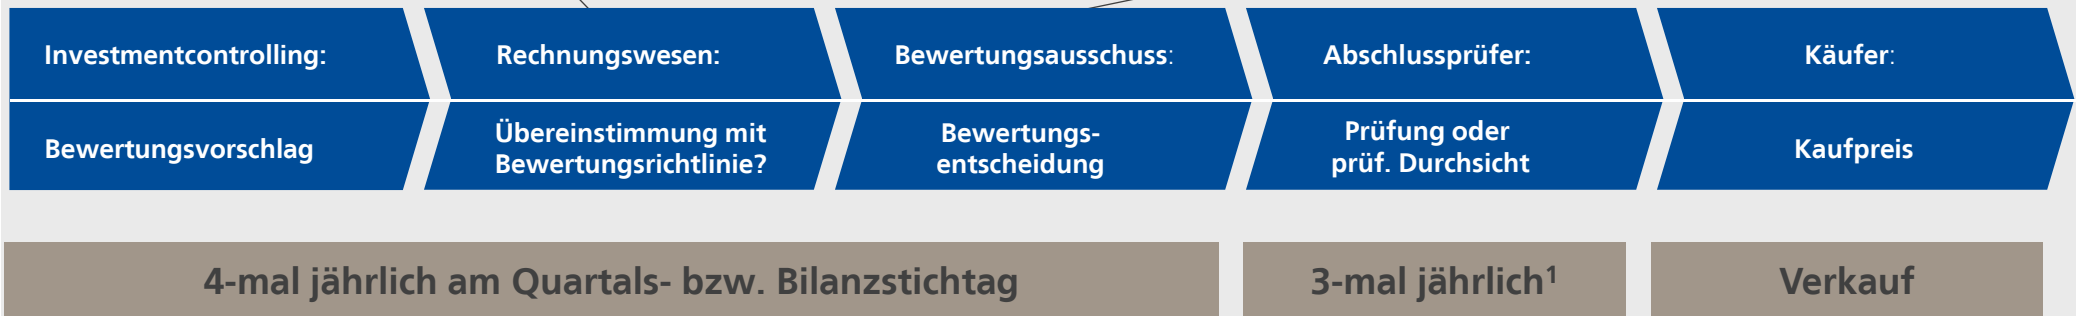 Investmentcontrolling:
Rechnungswesen:
Bewertungsausschuss:
Abschlussprüfer:
Käufer:
Bewertungsvorschlag
Übereinstimmung mit
Bewertungsrichtlinie?
Bewertungs-
entscheidung
Prüfung oder
prüf. Durchsicht
Kaufpreis
4-mal jährlich am Quartals- bzw. Bilanzstichtag
3-mal jährlich¹
Verkauf